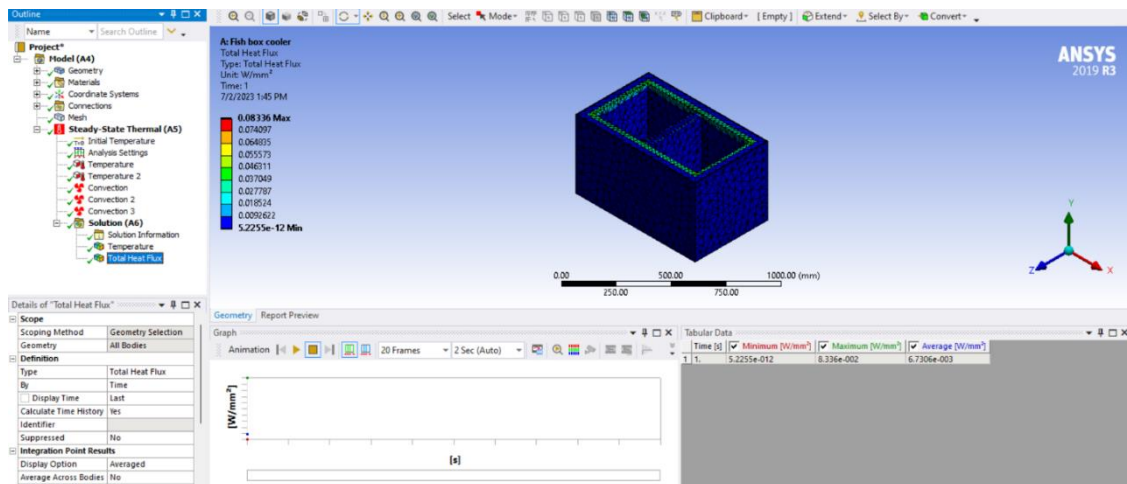 Outline
Name
Search Outline
Project*
Model (A4)
Geometry
Materials
Coordinate Systems
Connections
Mesh
Steady-State Thermal (A5)
Initial Temperature
Analysis Settings
Temperature
Temperature 2
Convection
Convection 2
Convection 3
Solution (A6)
Solution Information
Temperature
Total Heat Flux
Select Mode Clipboard [ Empty ] Extend Select By Convert
A: Fish box cooler
Total Heat Flux
Type: Total Heat Flux
Unit: W/mm²
Time: 1
7/2/2023 1:45 PM
0.08336 Max
0.074097
0.064835
0.055573
0.046311
0.037049
0.027787
0.018524
0.0092622
5.2255e-12 Min
ANSYS
2019 R3
Y
Z X
0.00 500.00 1000.00 (mm)
250.00 750.00
Geometry Report Preview
Details of "Total Heat Flux"
Scope
Scoping Method Geometry Selection
Geometry All Bodies
Definition
Type Total Heat Flux
By Time
Display Time Last
Calculate Time History Yes
Identifier
Suppressed No
Integration Point Results
Display Option Averaged
Average Across Bodies No
Graph
Animation 20 Frames 2 Sec (Auto)
[W/mm²]
[s]
Tabular Data
Time [s] Minimum [W/mm²] Maximum [W/mm²] Average [W/mm²]
1 1. 5.2255e-012 8.336e-002 6.7306e-003